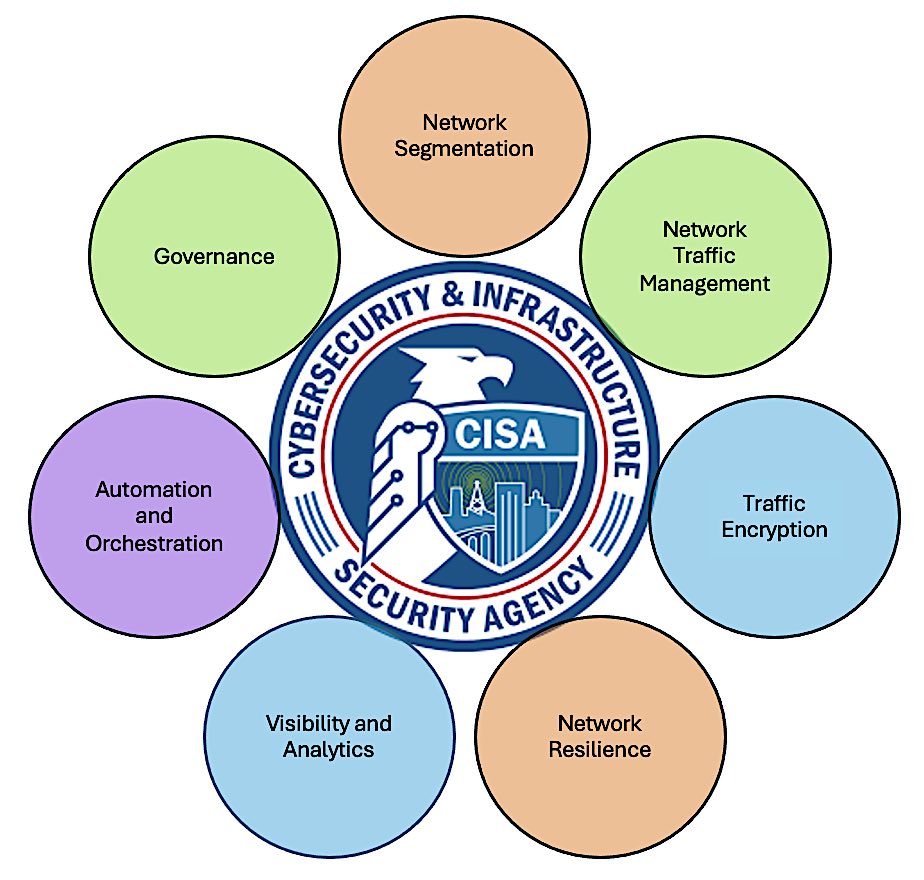 Network
Segmentation
Network
Traffic
Management
Governance
CYBERSECURITY & INFRASTRUCTURE
SECURITY AGENCY
CISA
Automation
and
Orchestration
Traffic
Encryption
Visibility and
Analytics
Network
Resilience